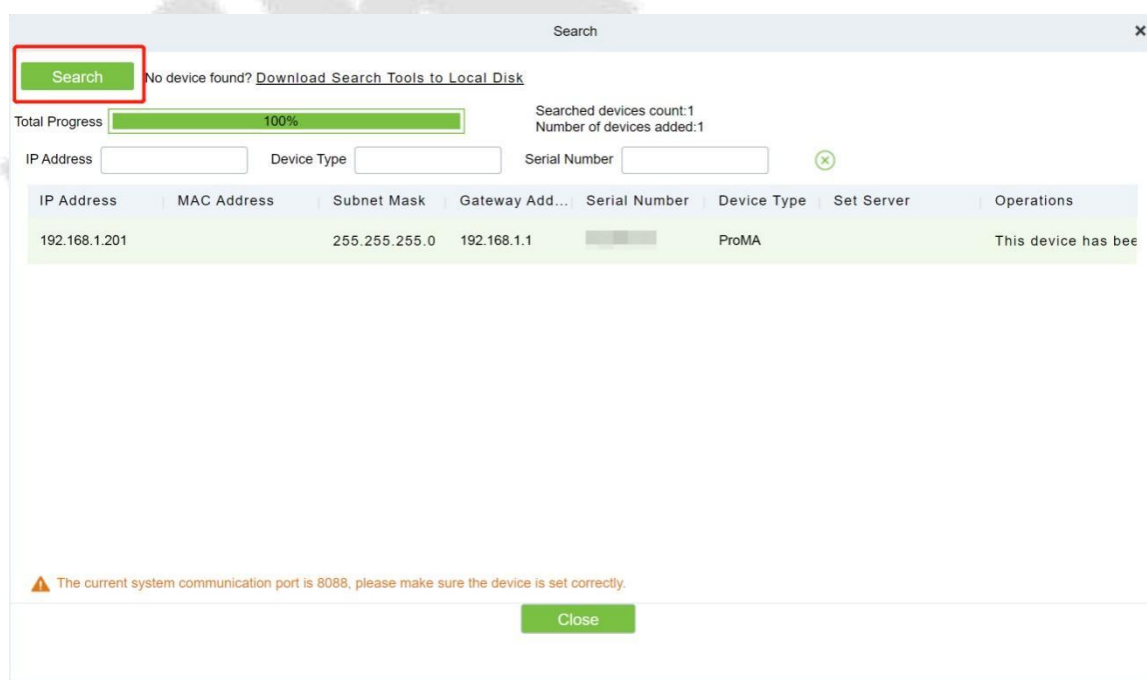 Search
Search No device found? Download Search Tools to Local Disk
Total Progress 100% Searched devices count:1
Number of devices added:1
IP Address Device Type Serial Number
IP Address MAC Address Subnet Mask Gateway Add... Serial Number Device Type Set Server Operations
192.168.1.201 255.255.255.0 192.168.1.1 ProMA This device has bee
The current system communication port is 8088, please make sure the device is set correctly.
Close